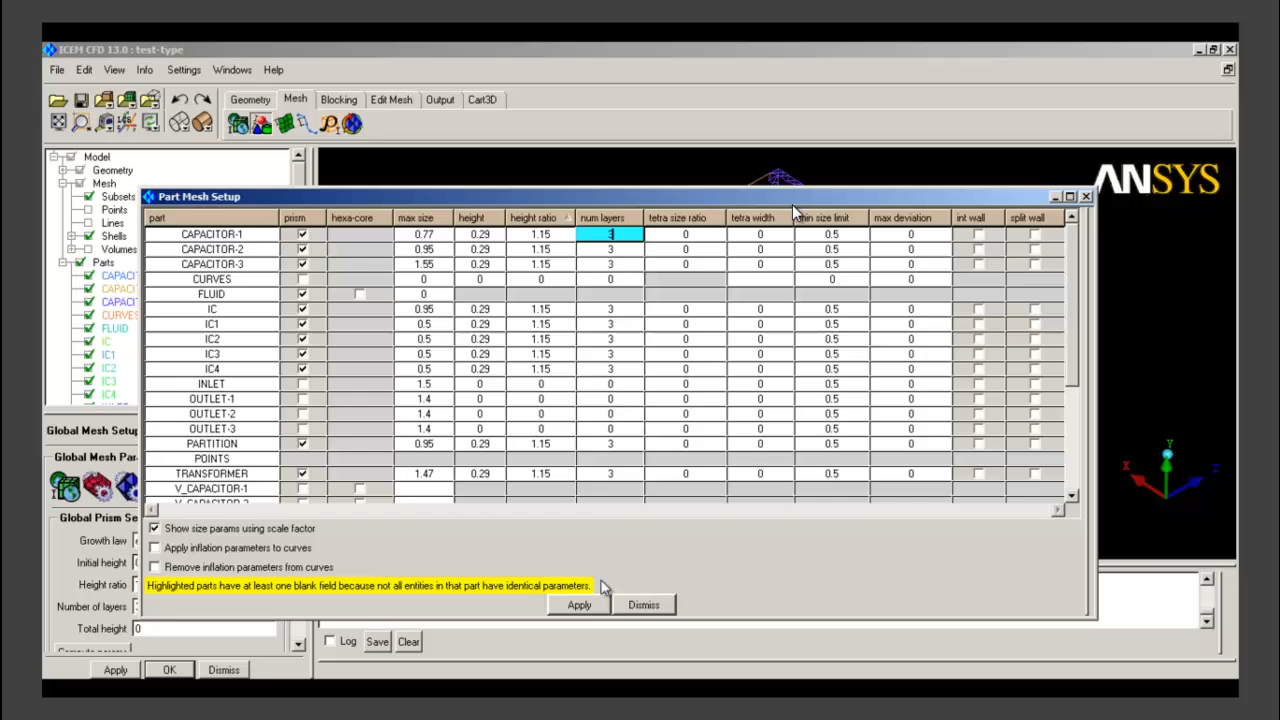 ICEM CFD 13.0 : test-type
File Edit View Info Settings Windows Help
Geometry Mesh Blocking Edit Mesh Output Cart3D
Model
Geometry
Mesh
Subsets
Points
Lines
Shells
Volumes
Parts
CURVES
FLUID
IC
IC1
IC2
IC3
IC4
ANSYS
Part Mesh Setup
part prism hexa-core max size height height ratio num layers tetra size ratio tetra width min size limit max deviation int wall split wall
CAPACITOR-1 0.77 0.29 1.15 3 0 0 0.5 0
CAPACITOR-2 0.95 0.29 1.15 3 0 0 0.5 0
CAPACITOR-3 1.55 0.29 1.15 3 0 0 0.5 0
CURVES 0 0 0 0 0 0 0
FLUID 0
IC 0.95 0.29 1.15 3 0 0 0.5 0
IC1 0.5 0.29 1.15 3 0 0 0.5 0
IC2 0.5 0.29 1.15 3 0 0 0.5 0
IC3 0.5 0.29 1.15 3 0 0 0.5 0
IC4 0.5 0.29 1.15 3 0 0 0.5 0
INLET 1.5 0 0 0 0 0 0.5 0
OUTLET-1 1.4 0 0 0 0 0 0.5 0
OUTLET-2 1.4 0 0 0 0 0 0.5 0
OUTLET-3 1.4 0 0 0 0 0 0.5 0
PARTITION 0.95 0.29 1.15 3 0 0 0.5 0
POINTS
TRANSFORMER 1.47 0.29 1.15 3 0 0 0.5 0
V_CAPACITOR-1
Show size params using scale factor
Apply inflation parameters to curves
Remove inflation parameters from curves
Highlighted parts have at least one blank field because not all entities in that part have identical parameters.
Apply Dismiss
Global Mesh Setup
Global Mesh Par
Global Prism Se
Growth law
Initial height
Height ratio
Number of layers
Total height 0
Apply OK Dismiss
Log Save Clear
Y
X
Z